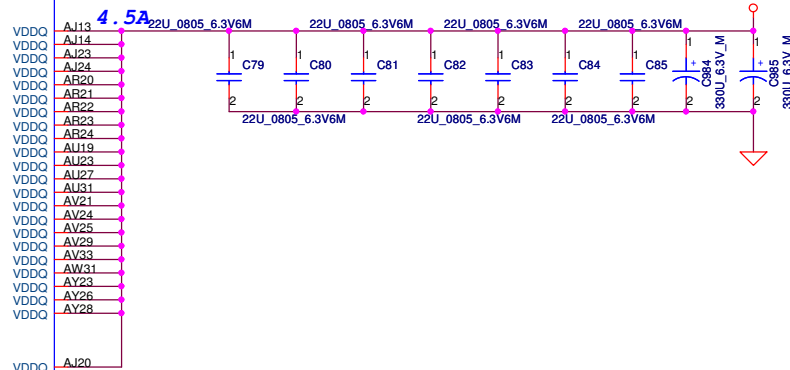 4.5A
22U_0805_6.3V6M 22U_0805_6.3V6M 22U_0805_6.3V6M 22U_0805_6.3V6M
VDDQ AJ13
VDDQ AJ14
VDDQ AJ23
VDDQ AJ24
VDDQ AR20
VDDQ AR21
VDDQ AR22
VDDQ AR23
VDDQ AR24
VDDQ AU19
VDDQ AU23
VDDQ AU27
VDDQ AU31
VDDQ AV21
VDDQ AV24
VDDQ AV25
VDDQ AV29
VDDQ AV33
VDDQ AW31
VDDQ AY23
VDDQ AY26
VDDQ AY28
VDDQ AJ20
1 1 1 1 1 1 1 1 1
C79 C80 C81 C82 C83 C84 C85
+ C984 330U_6.3V_M
+ C985 330U_6.3V_M
2 2 2 2 2 2 2 2 2
22U_0805_6.3V6M 22U_0805_6.3V6M 22U_0805_6.3V6M